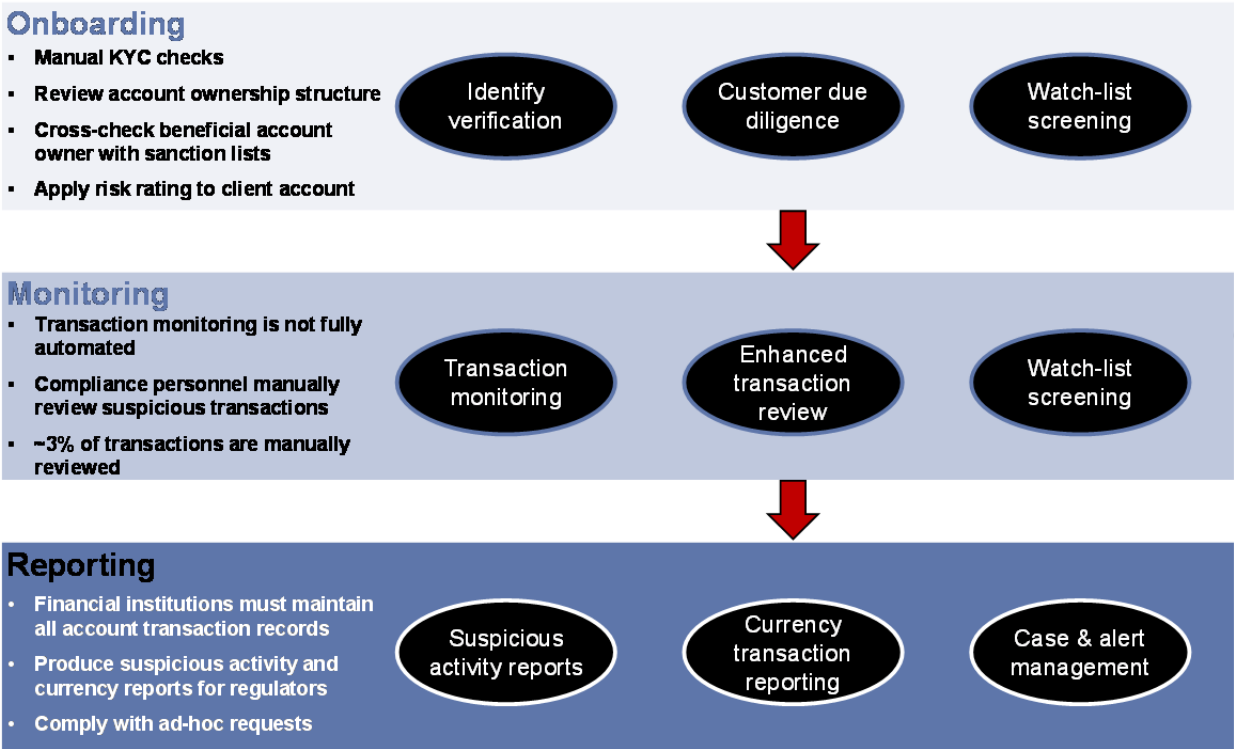 Onboarding
▪ Manual KYC checks
▪ Review account ownership structure
▪ Cross-check beneficial account
owner with sanction lists
▪ Apply risk rating to client account
Identify
verification
Customer due
diligence
Watch-list
screening
Monitoring
▪ Transaction monitoring is not fully
automated
▪ Compliance personnel manually
review suspicious transactions
▪ ~3% of transactions are manually
reviewed
Transaction
monitoring
Enhanced
transaction
review
Watch-list
screening
Reporting
• Financial institutions must maintain
all account transaction records
• Produce suspicious activity and
currency reports for regulators
• Comply with ad-hoc requests
Suspicious
activity reports
Currency
transaction
reporting
Case & alert
management